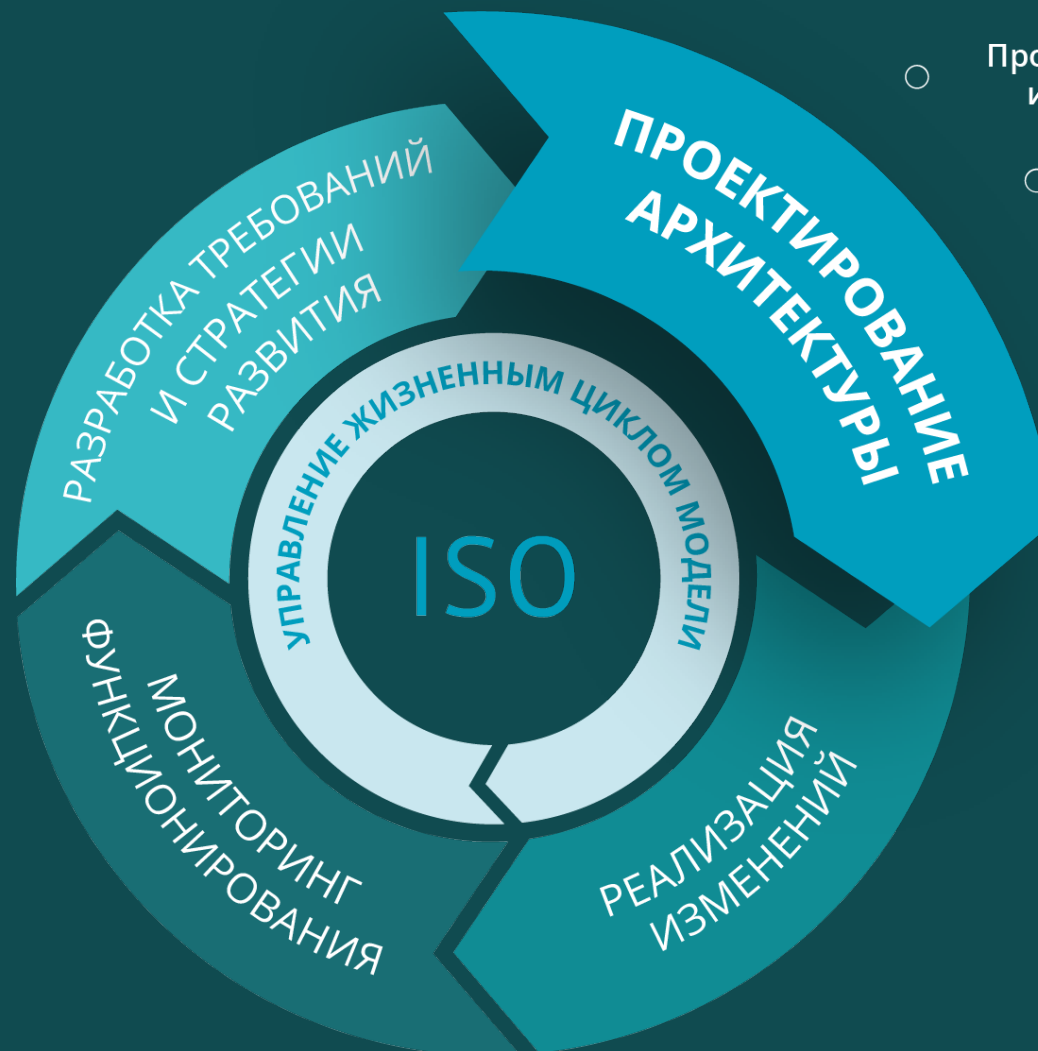 РАЗРАБОТКА ТРЕБОВАНИЙ
И СТРАТЕГИИ
РАЗВИТИЯ
ПРОЕКТИРОВАНИЕ
АРХИТЕКТУРЫ
УПРАВЛЕНИЕ ЖИЗНЕННЫМ ЦИКЛОМ МОДЕЛИ
ISO
МОНИТОРИНГ
ФУНКЦИОНИРОВАНИЯ
РЕАЛИЗАЦИЯ
ИЗМЕНЕНИЙ